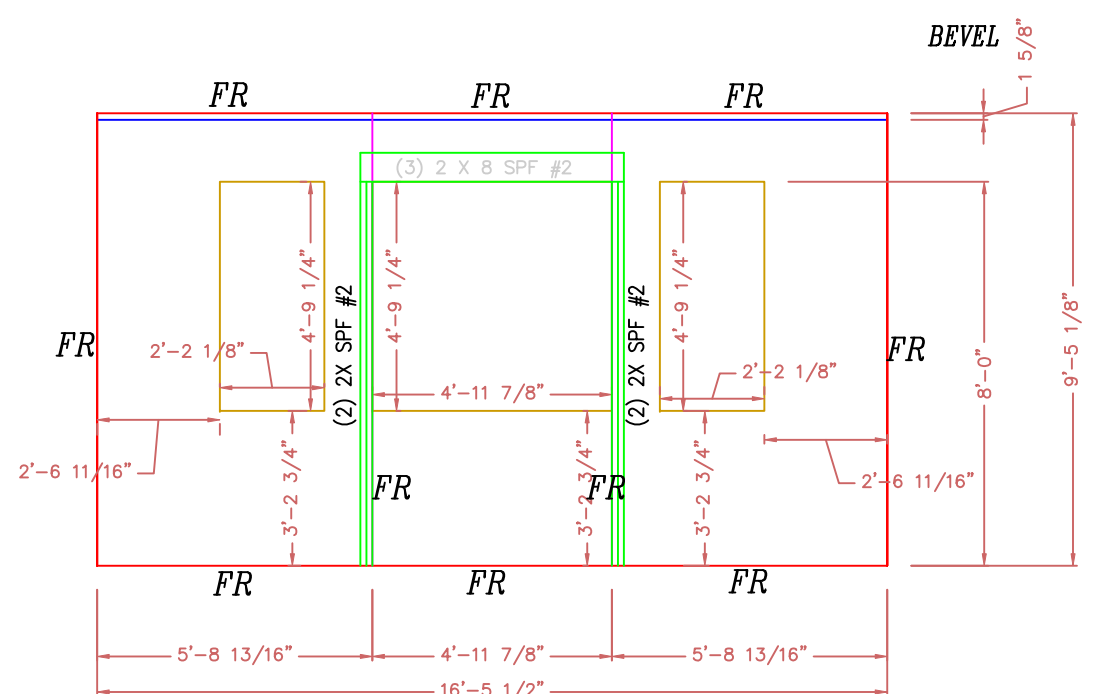 BEVEL
1 5/8"
FR
FR
FR
(3) 2 X 8 SPF #2
4'-9 1/4"
4'-9 1/4"
4'-9 1/4"
(2) 2X SPF #2
(2) 2X SPF #2
FR
FR
2'-2 1/8"
2'-2 1/8"
4'-11 7/8"
8'-0"
9'-5 1/8"
2'-6 11/16"
2'-6 11/16"
3'-2 3/4"
3'-2 3/4"
3'-2 3/4"
FR
FR
FR
FR
FR
5'-8 13/16"
4'-11 7/8"
5'-8 13/16"
16'-5 1/2"